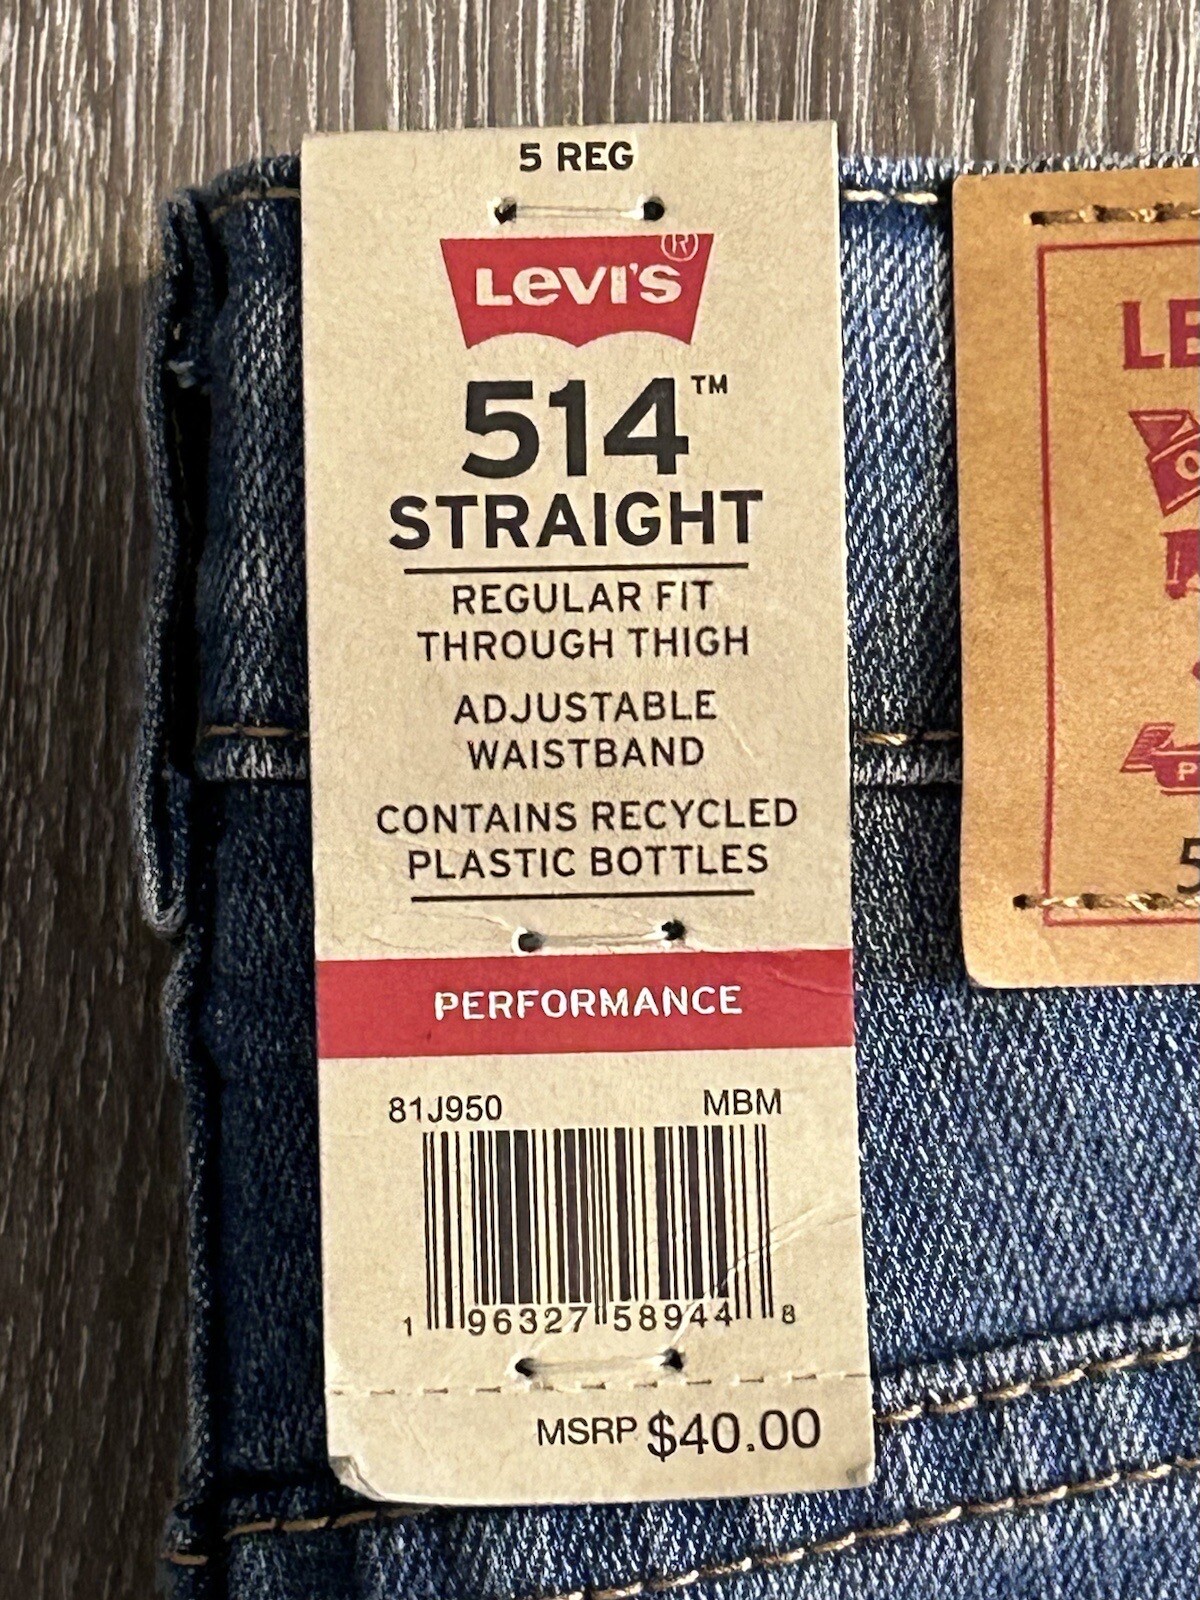 5 REG
LEVI'S ®
514™
STRAIGHT
REGULAR FIT
THROUGH THIGH
ADJUSTABLE
WAISTBAND
CONTAINS RECYCLED
PLASTIC BOTTLES
PERFORMANCE
81J950 MBM
1 96327 58944 8
MSRP $40.00
LE